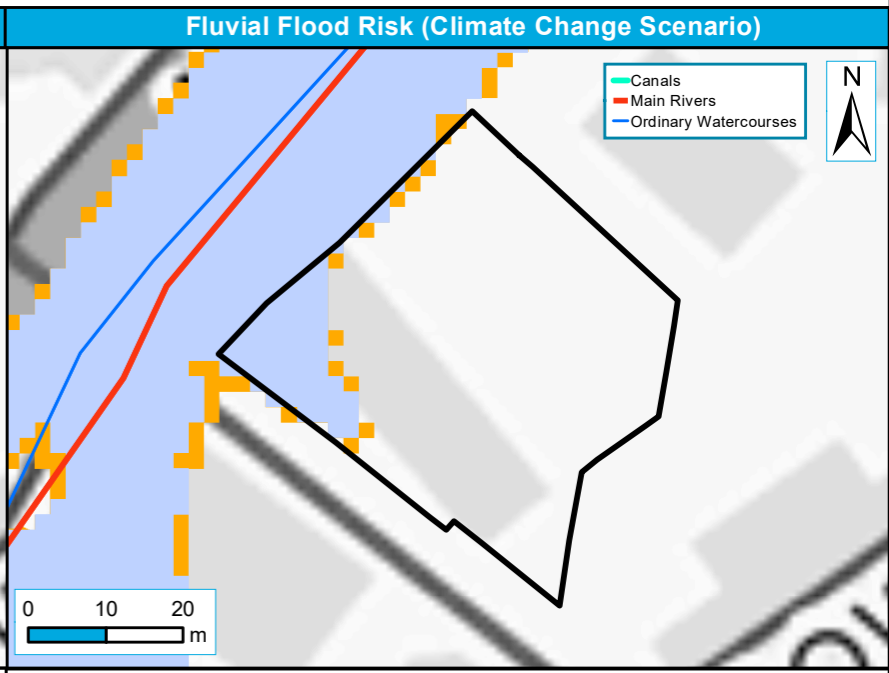 Fluvial Flood Risk (Climate Change Scenario)
Canals
Main Rivers
Ordinary Watercourses
N
0 10 20
m